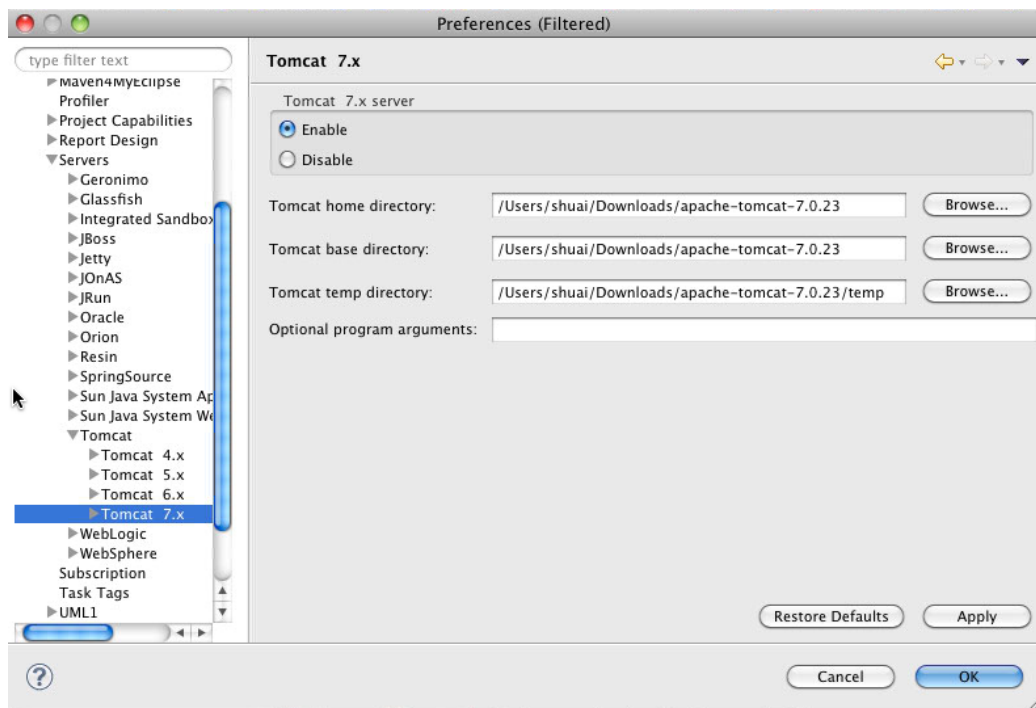 Preferences (Filtered)
type filter text
Maven4MyEclipse
Profiler
Project Capabilities
Report Design
Servers
Geronimo
Glassfish
Integrated Sandbox
JBoss
Jetty
JOnAS
JRun
Oracle
Orion
Resin
SpringSource
Sun Java System Ap
Sun Java System We
Tomcat
Tomcat 4.x
Tomcat 5.x
Tomcat 6.x
Tomcat 7.x
WebLogic
WebSphere
Subscription
Task Tags
UML1
Tomcat 7.x
Tomcat 7.x server
Enable
Disable
Tomcat home directory: /Users/shuai/Downloads/apache-tomcat-7.0.23 Browse...
Tomcat base directory: /Users/shuai/Downloads/apache-tomcat-7.0.23 Browse...
Tomcat temp directory: /Users/shuai/Downloads/apache-tomcat-7.0.23/temp Browse...
Optional program arguments:
Restore Defaults Apply
? Cancel OK